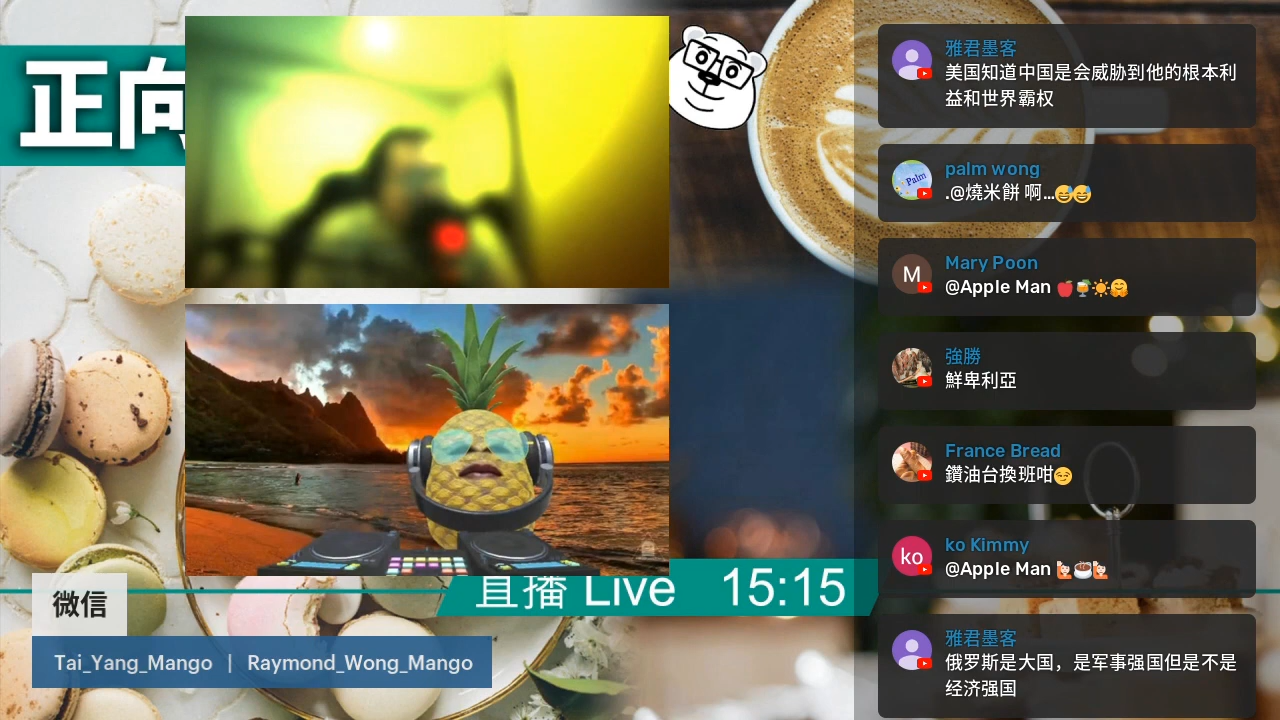 正向
直播 Live 15:15
微信
Tai_Yang_Mango | Raymond_Wong_Mango
雅君墨客
美国知道中国是会威胁到他的根本利
益和世界霸权
palm wong
.@燒米餅 啊...😅😅
Palm
Mary Poon
M
@Apple Man 🍎🍹☀️🤗
強勝
鮮卑利亞
France Bread
鑽油台換班咁😏
ko Kimmy
ko
@Apple Man 🙋🏻☕🙋🏻
雅君墨客
俄罗斯是大国，是军事强国但是不是
经济强国